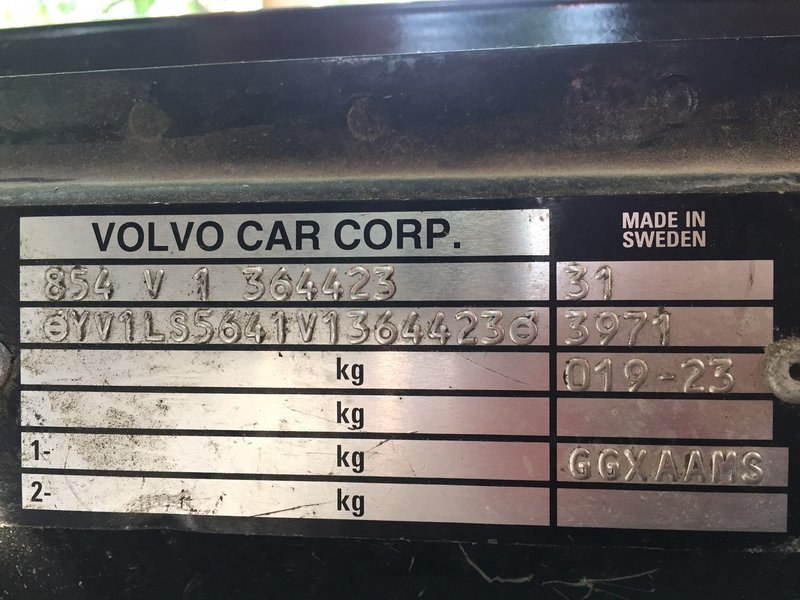 VOLVO CAR CORP.
MADE IN
SWEDEN
854 V 1 364423
31
⊖YV1LS5641V1364423⊖
3971
kg
019-23
kg
1- kg
GGXAAMS
2- kg